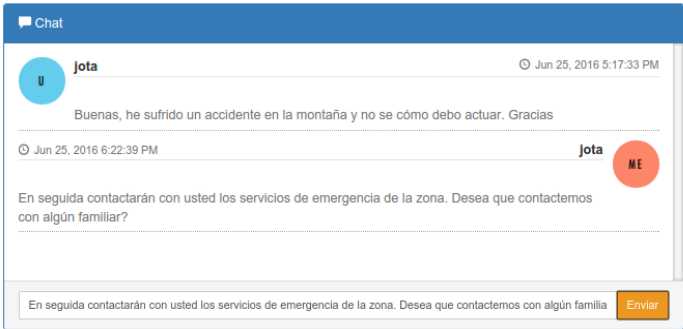 Chat
jota
Jun 25, 2016 5:17:33 PM
U
Buenas, he sufrido un accidente en la montaña y no se cómo debo actuar. Gracias
Jun 25, 2016 6:22:39 PM
jota
ME
En seguida contactarán con usted los servicios de emergencia de la zona. Desea que contactemos
con algún familiar?
En seguida contactarán con usted los servicios de emergencia de la zona. Desea que contactemos con algún familia
Enviar